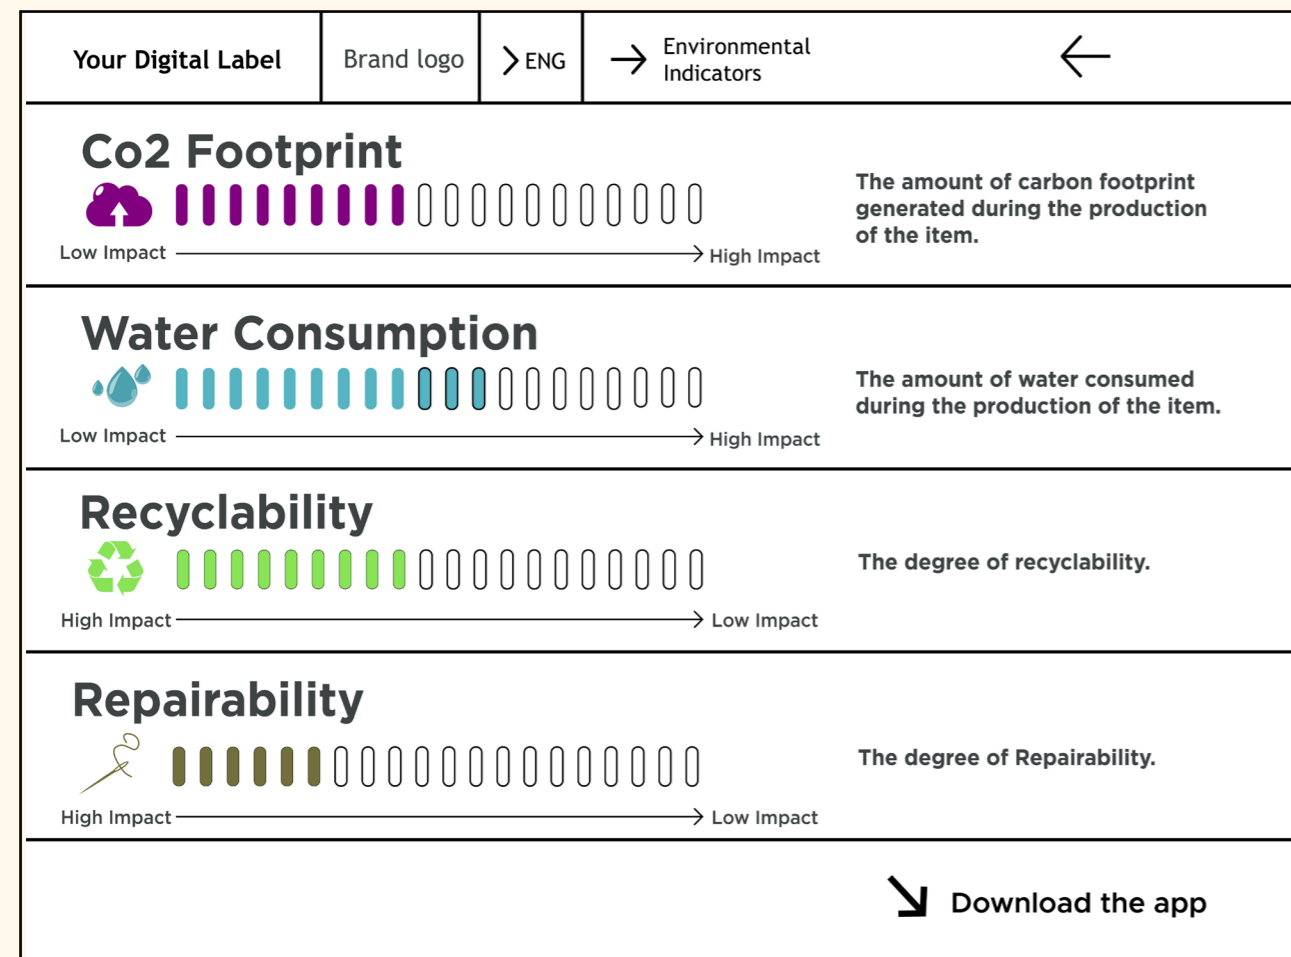 Your Digital Label
Brand logo
ENG
Environmental
Indicators
Co2 Footprint
Low Impact
High Impact
The amount of carbon footprint
generated during the production
of the item.
Water Consumption
Low Impact
High Impact
The amount of water consumed
during the production of the item.
Recyclability
High Impact
Low Impact
The degree of recyclability.
Repairability
High Impact
Low Impact
The degree of Repairability.
Download the app